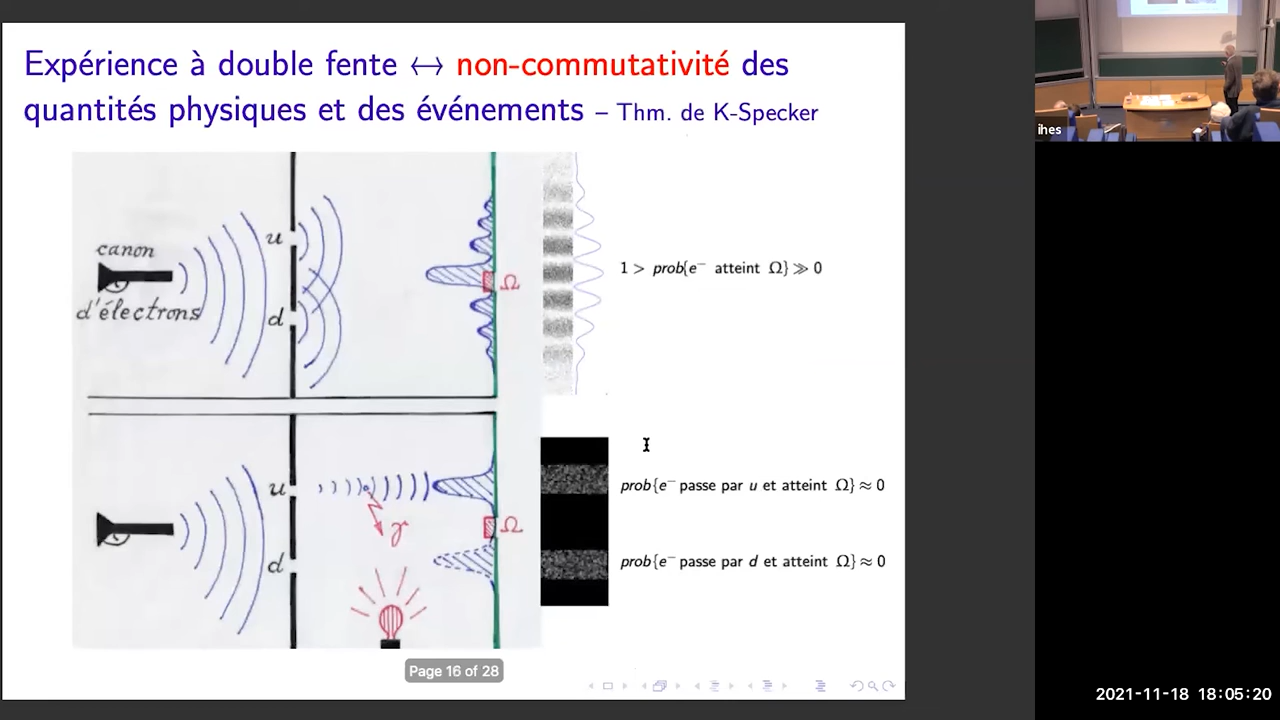 Expérience à double fente ↔ non-commutativité des
quantités physiques et des événements – Thm. de K-Specker
canon
d'électrons
u
d
Ω
1 > prob{e⁻ atteint Ω} ≫ 0
u
d
γ
Ω
prob{e⁻ passe par u et atteint Ω} ≈ 0
prob{e⁻ passe par d et atteint Ω} ≈ 0
Page 16 of 28
ihes
2021-11-18 18:05:20